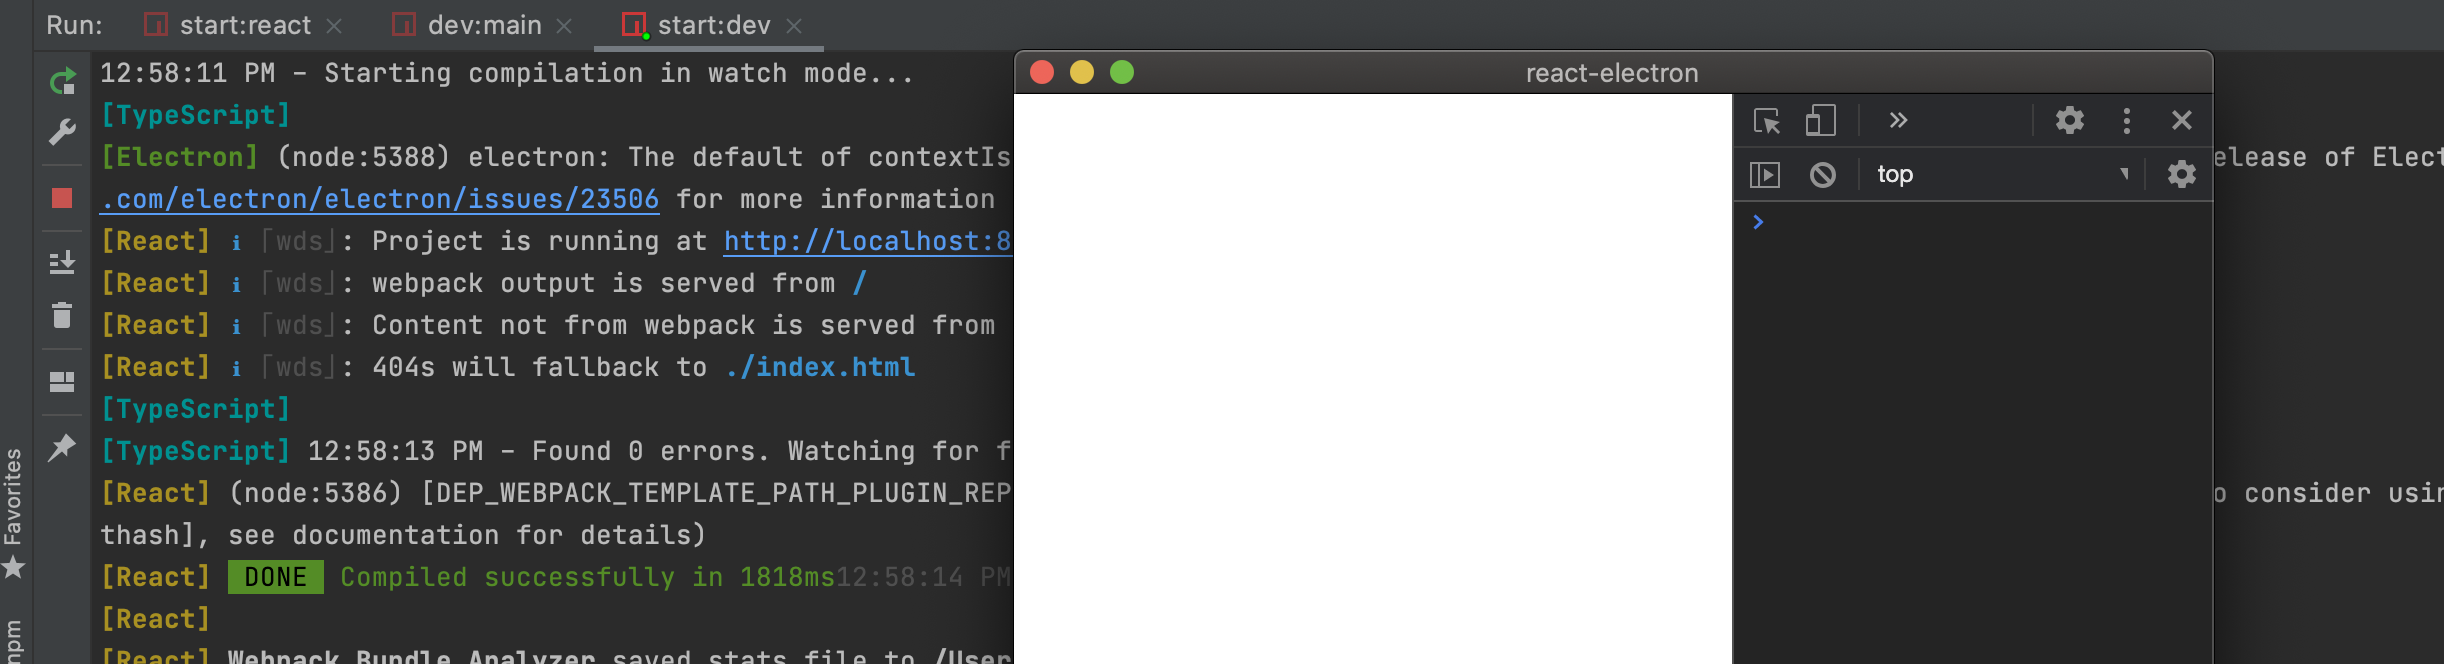 Run: start:react dev:main start:dev
12:58:11 PM - Starting compilation in watch mode...
[TypeScript]
[Electron] (node:5388) electron: The default of contextIs
elease of Elect
.com/electron/electron/issues/23506 for more information
[React] ℹ ｢wds｣: Project is running at http://localhost:8
[React] ℹ ｢wds｣: webpack output is served from /
[React] ℹ ｢wds｣: Content not from webpack is served from
[React] ℹ ｢wds｣: 404s will fallback to ./index.html
[TypeScript]
[TypeScript] 12:58:13 PM - Found 0 errors. Watching for f
[React] (node:5386) [DEP_WEBPACK_TEMPLATE_PATH_PLUGIN_REP
o consider usin
thash], see documentation for details)
[React] DONE Compiled successfully in 1818ms12:58:14 PM
[React]
[React] Webpack Bundle Analyzer saved stats file to /User
react-electron
top
Favorites
npm